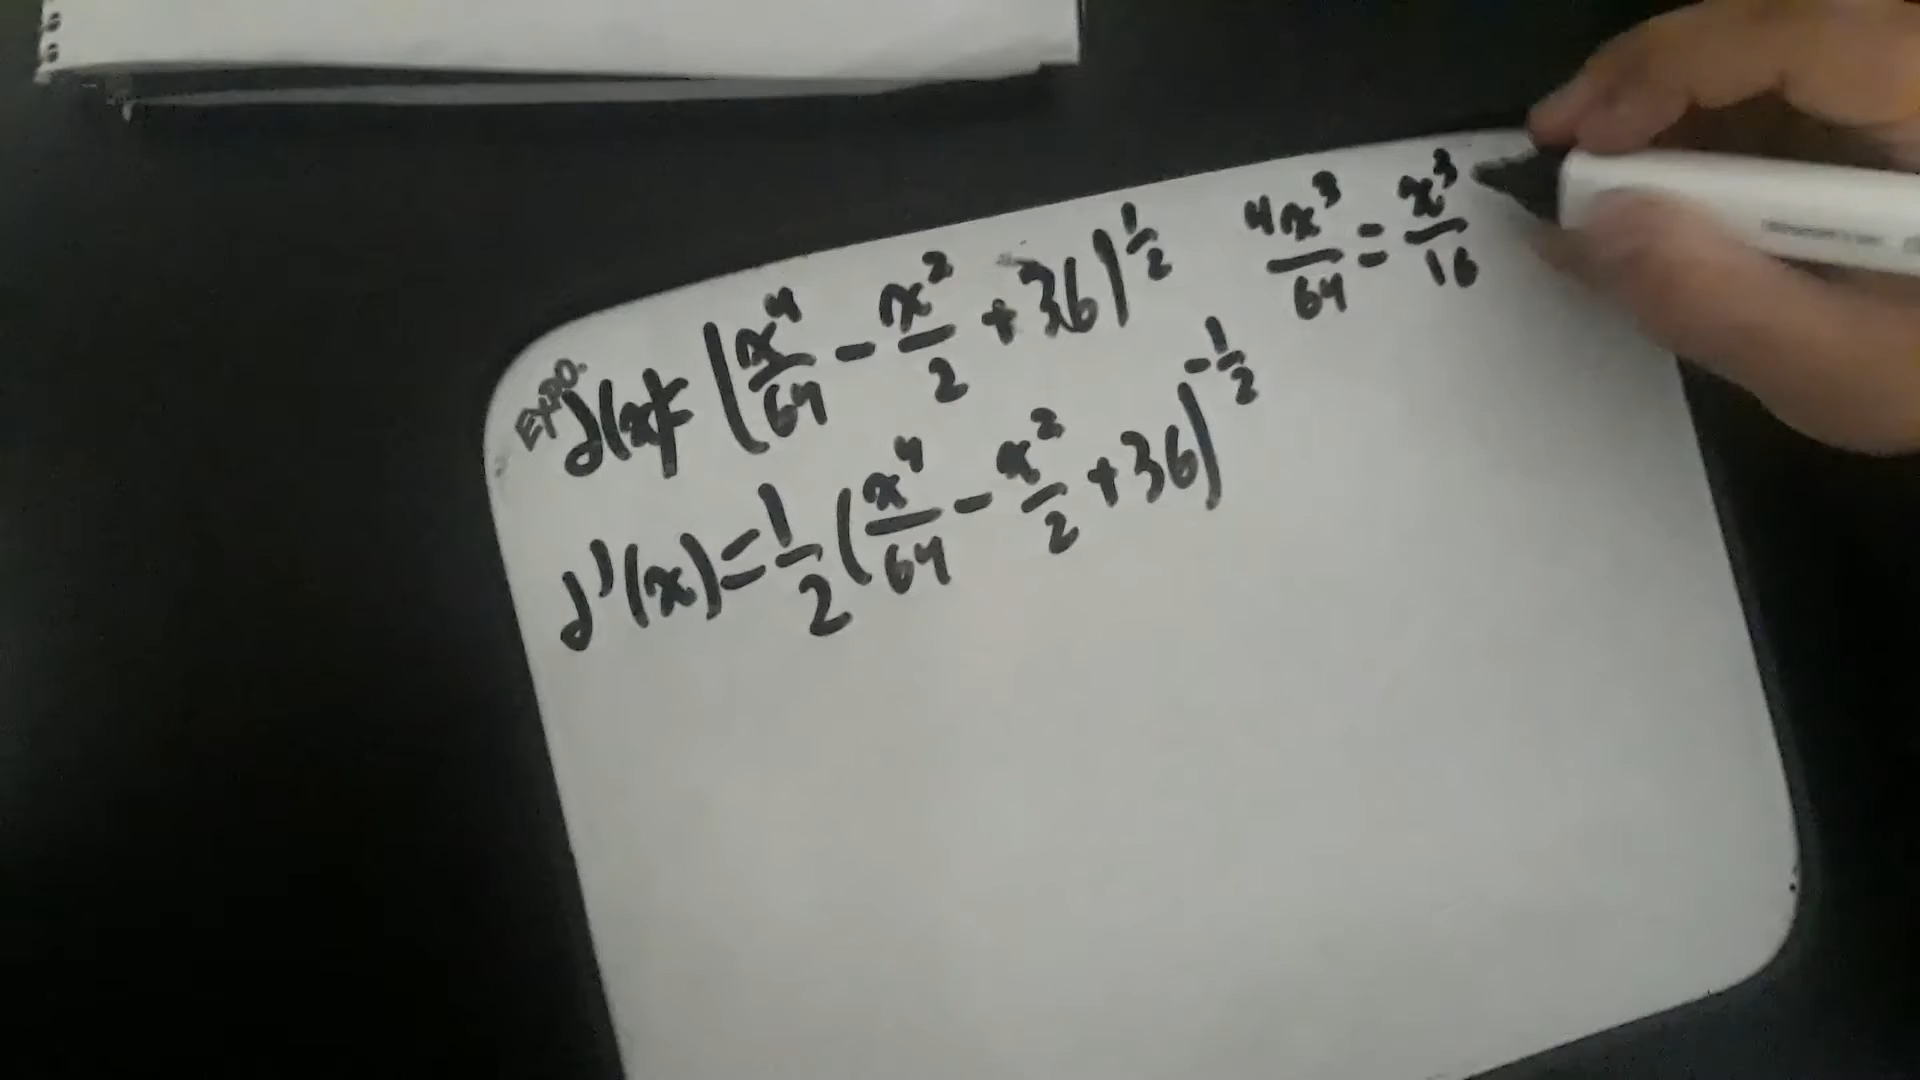 EXPO.
d(x)= (x⁴/64 - x²/2 + 36)^½
4x³/64 = x³/16
d'(x) = 1/2 (x⁴/64 - x²/2 + 36)^-½